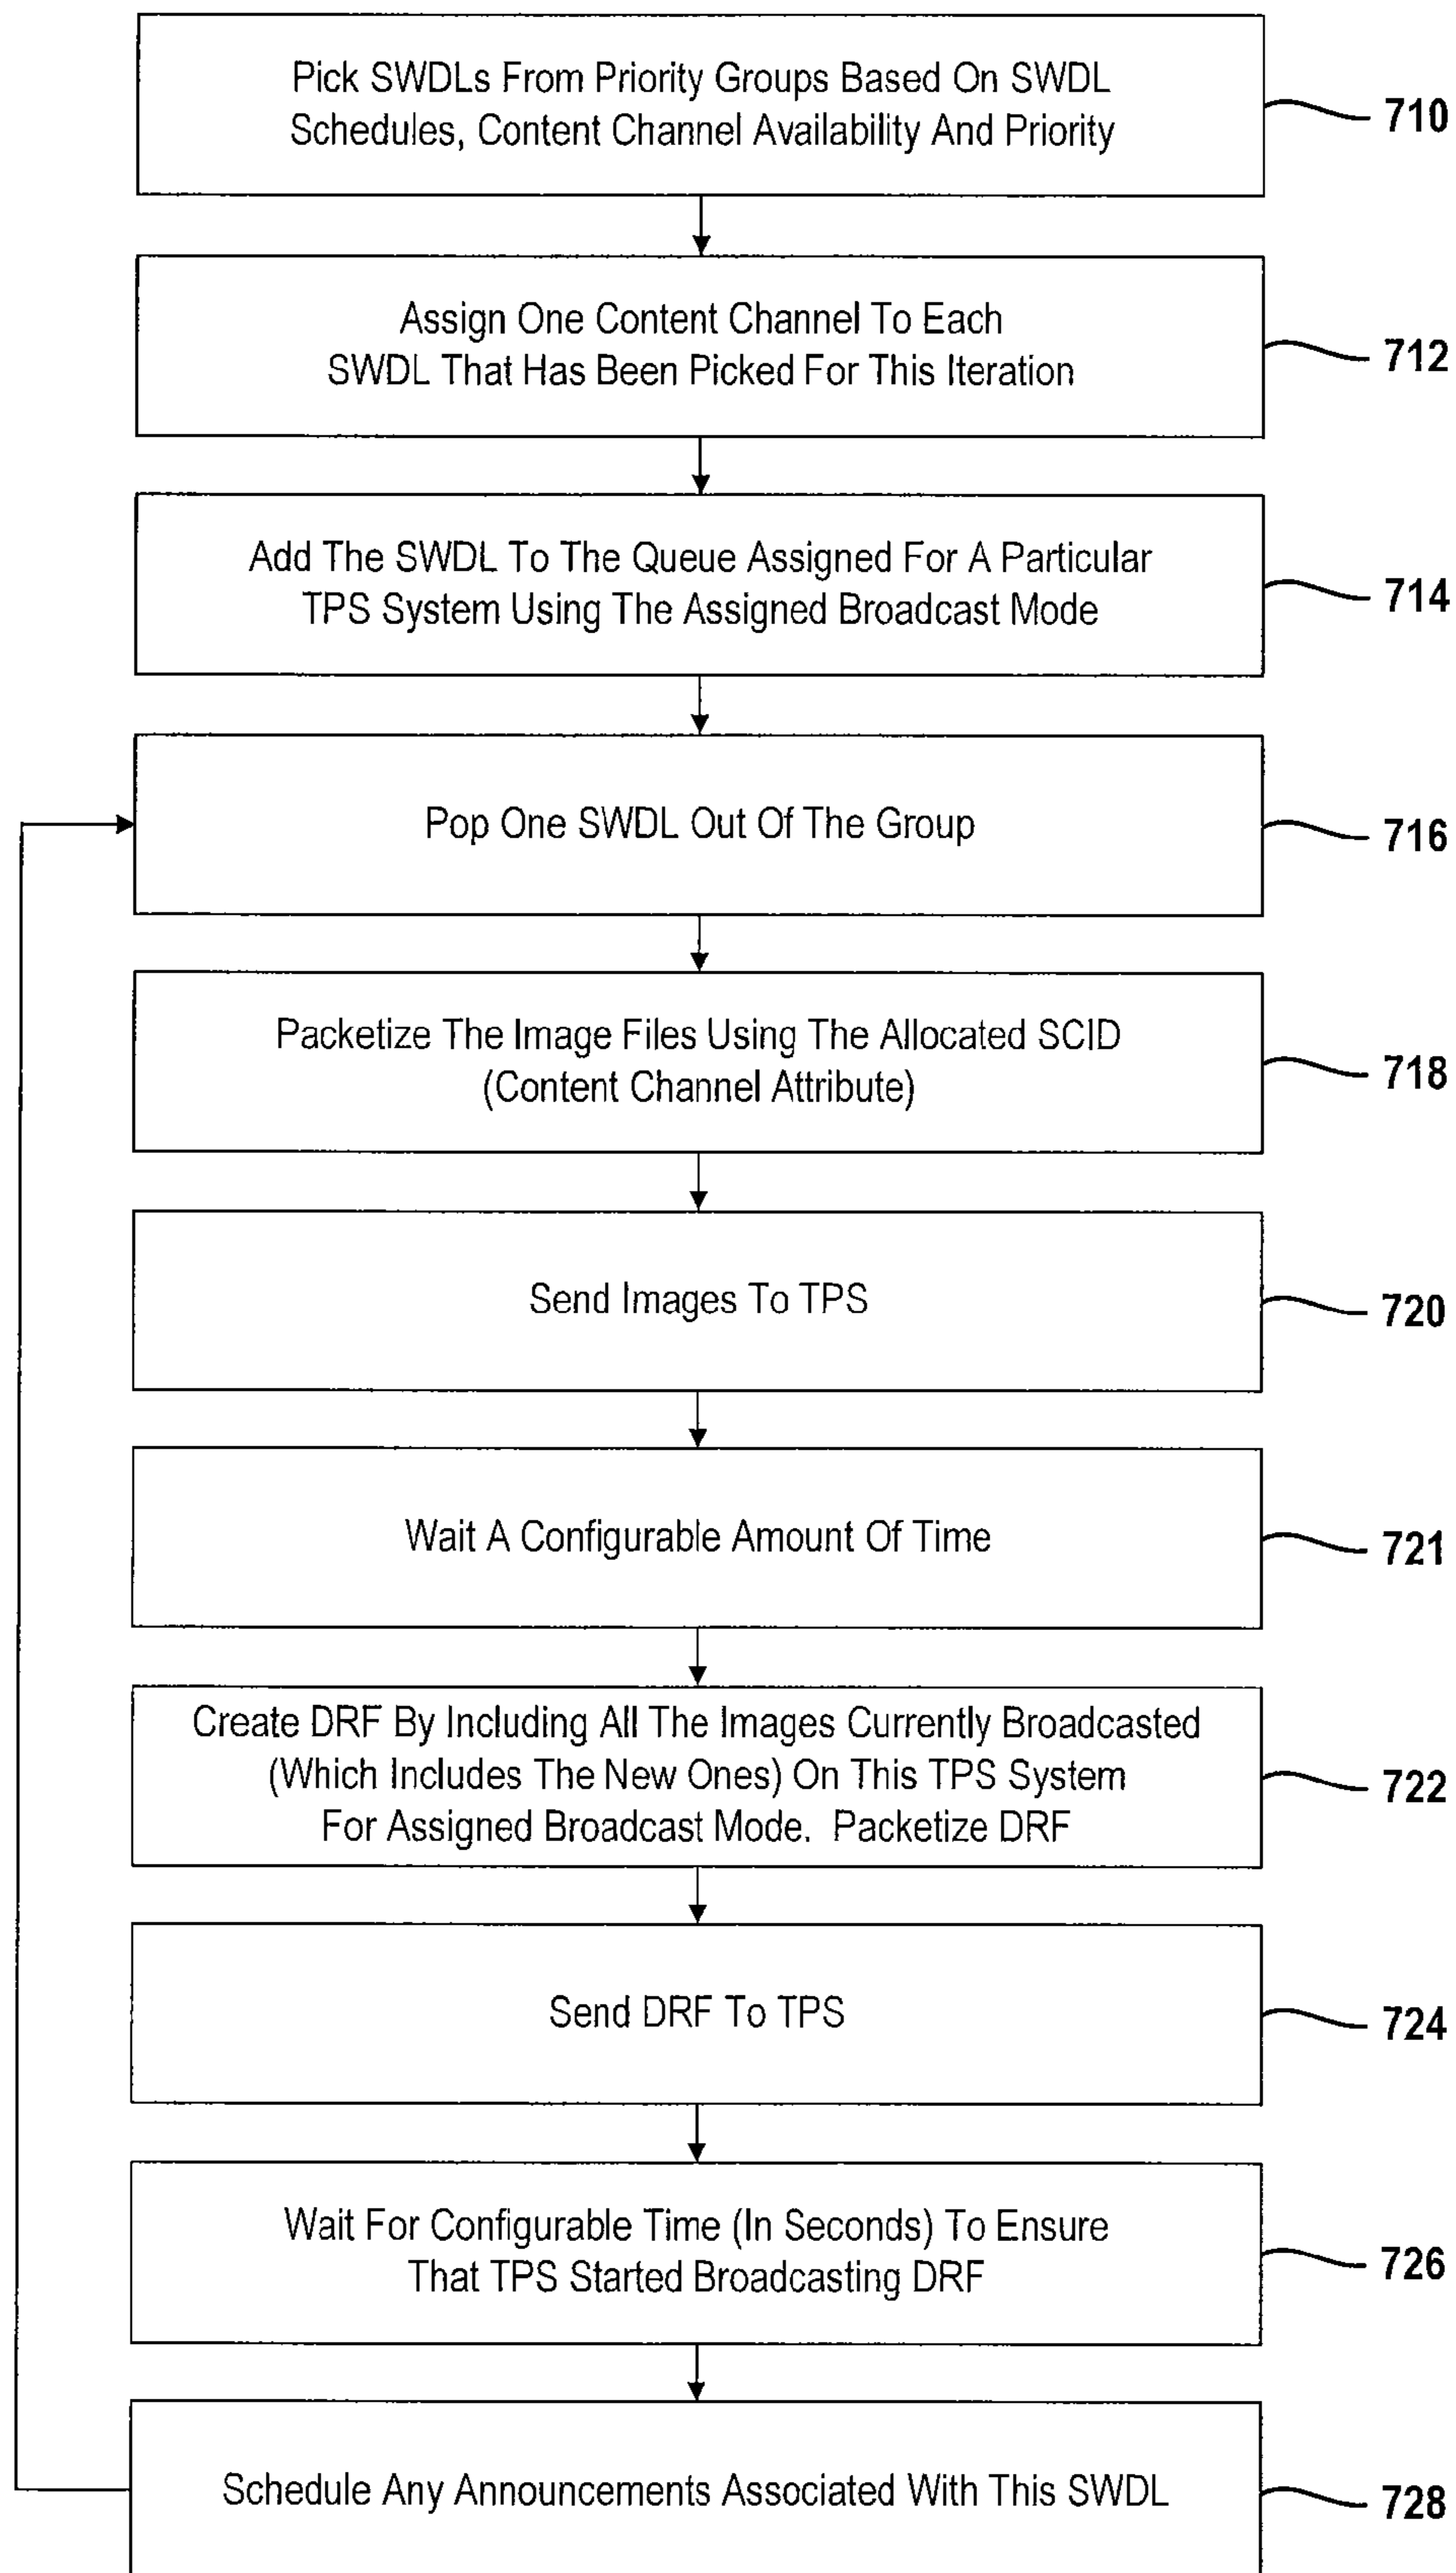 Pick SWDLs From Priority Groups Based On SWDL
Schedules, Content Channel Availability And Priority
710
Assign One Content Channel To Each
SWDL That Has Been Picked For This Iteration
712
Add The SWDL To The Queue Assigned For A Particular
TPS System Using The Assigned Broadcast Mode
714
Pop One SWDL Out Of The Group
716
Packetize The Image Files Using The Allocated SCID
(Content Channel Attribute)
718
Send Images To TPS
720
Wait A Configurable Amount Of Time
721
Create DRF By Including All The Images Currently Broadcasted
(Which Includes The New Ones) On This TPS System
For Assigned Broadcast Mode. Packetize DRF
722
Send DRF To TPS
724
Wait For Configurable Time (In Seconds) To Ensure
That TPS Started Broadcasting DRF
726
Schedule Any Announcements Associated With This SWDL
728